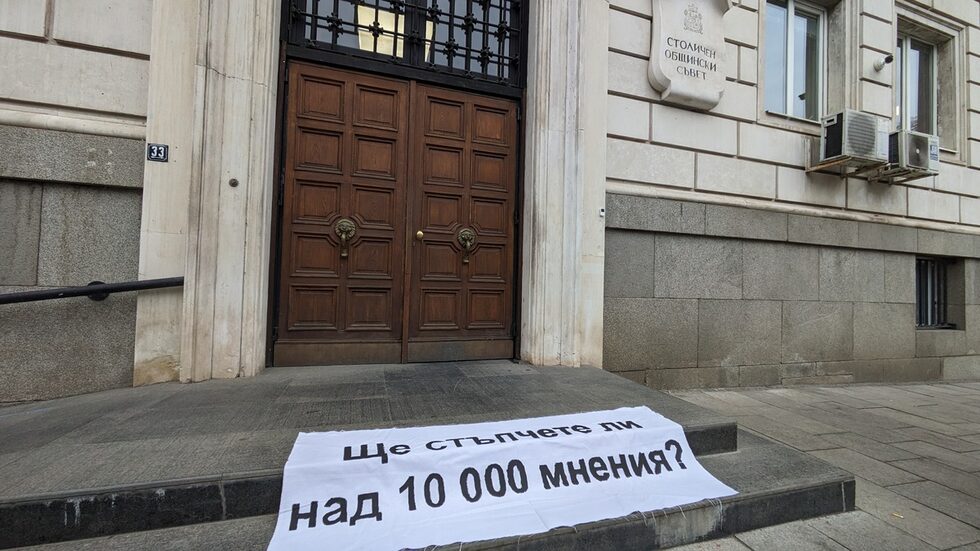 СТОЛИЧЕН
ОБЩИНСКИ
СЪВЕТ
33
Ще стъпчете ли
над 10 000 мнения?